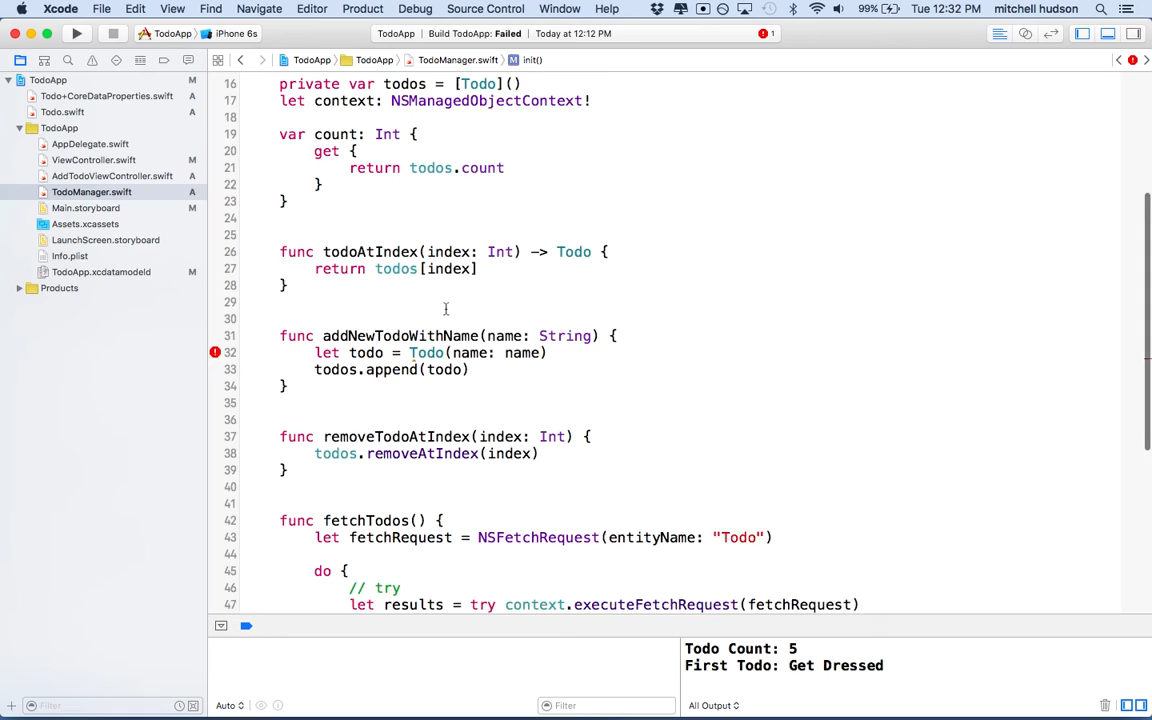 Xcode File Edit View Find Navigate Editor Product Debug Source Control Window Help 99% Tue 12:32 PM mitchell hudson
TodoApp iPhone 6s TodoApp Build TodoApp: Failed Today at 12:12 PM 1
TodoApp TodoApp TodoManager.swift M init()
TodoApp M
Todo+CoreDataProperties.swift A
Todo.swift A
TodoApp
AppDelegate.swift
ViewController.swift M
AddTodoViewController.swift A
TodoManager.swift A
Main.storyboard M
Assets.xcassets
LaunchScreen.storyboard
Info.plist
TodoApp.xcdatamodeld M
Products
16 private var todos = [Todo]()
17 let context: NSManagedObjectContext!
18
19 var count: Int {
20 get {
21 return todos.count
22 }
23 }
24
25
26 func todoAtIndex(index: Int) -> Todo {
27 return todos[index]
28 }
29
30
31 func addNewTodoWithName(name: String) {
32 let todo = Todo(name: name)
33 todos.append(todo)
34 }
35
36
37 func removeTodoAtIndex(index: Int) {
38 todos.removeAtIndex(index)
39 }
40
41
42 func fetchTodos() {
43 let fetchRequest = NSFetchRequest(entityName: "Todo")
44
45 do {
46 // try
47 let results = try context.executeFetchRequest(fetchRequest)
Todo Count: 5
First Todo: Get Dressed
Filter Auto Filter All Output